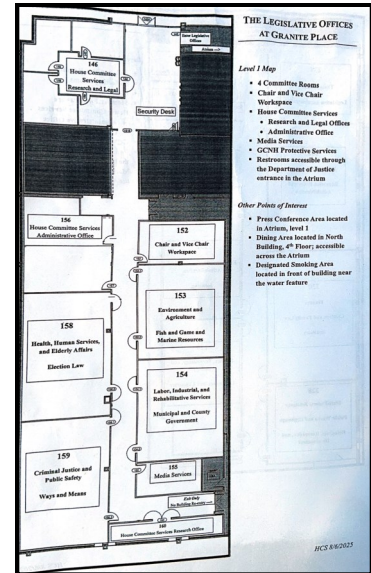 THE LEGISLATIVE OFFICES
AT GRANITE PLACE
Level 1 Map
• 4 Committee Rooms
• Chair and Vice Chair
Workspace
• House Committee Services
• Research and Legal Offices
• Administrative Office
• Media Services
• GCNH Protective Services
• Restrooms accessible through
the Department of Justice
entrance in the Atrium
Other Points of Interest
• Press Conference Area located
in Atrium, level 1
• Dining Area located in North
Building, 4th Floor; accessible
across the Atrium
• Designated Smoking Area
located in front of building near
the water feature
HCS 8/6/2025
146
House Committee
Services
Research and Legal
Security Desk
Atrium
156
House Committee Services
Administrative Office
152
Chair and Vice Chair
Workspace
153
Environment and
Agriculture
Fish and Game and
Marine Resources
158
Health, Human Services,
and Elderly Affairs
Election Law
154
Labor, Industrial, and
Rehabilitative Services
Municipal and County
Government
159
Criminal Justice and
Public Safety
Ways and Means
155
Media Services
Exit Only
No Building Re-entry
160
House Committee Services Research Office